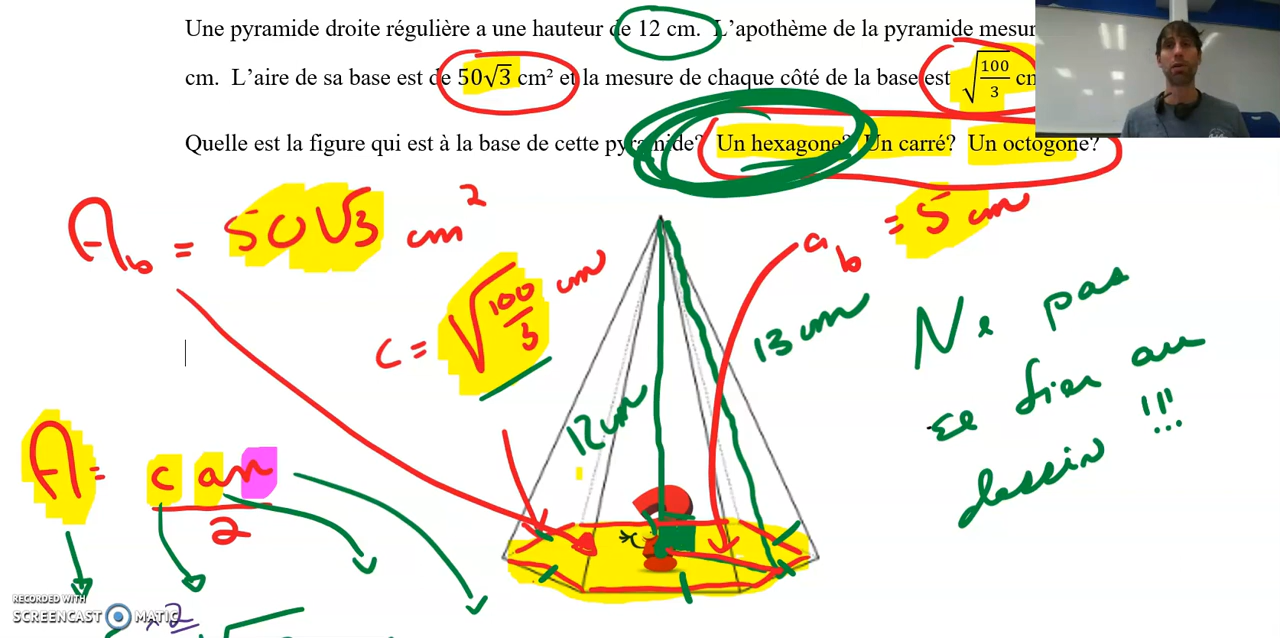 Une pyramide droite régulière a une hauteur de 12 cm. L'apothème de la pyramide mesur
cm. L'aire de sa base est de 50√3 cm² et la mesure de chaque côté de la base est √(100/3) cm
Quelle est la figure qui est à la base de cette pyramide? Un hexagone? Un carré? Un octogone?
A_b = 50√3 cm²
a_b = 5 cm
c = √(100/3) cm
13 cm
12 cm
Ne pas
se fier au
dessin !!!
A = can/2
RECORDED WITH
SCREENCAST MATIC
×2